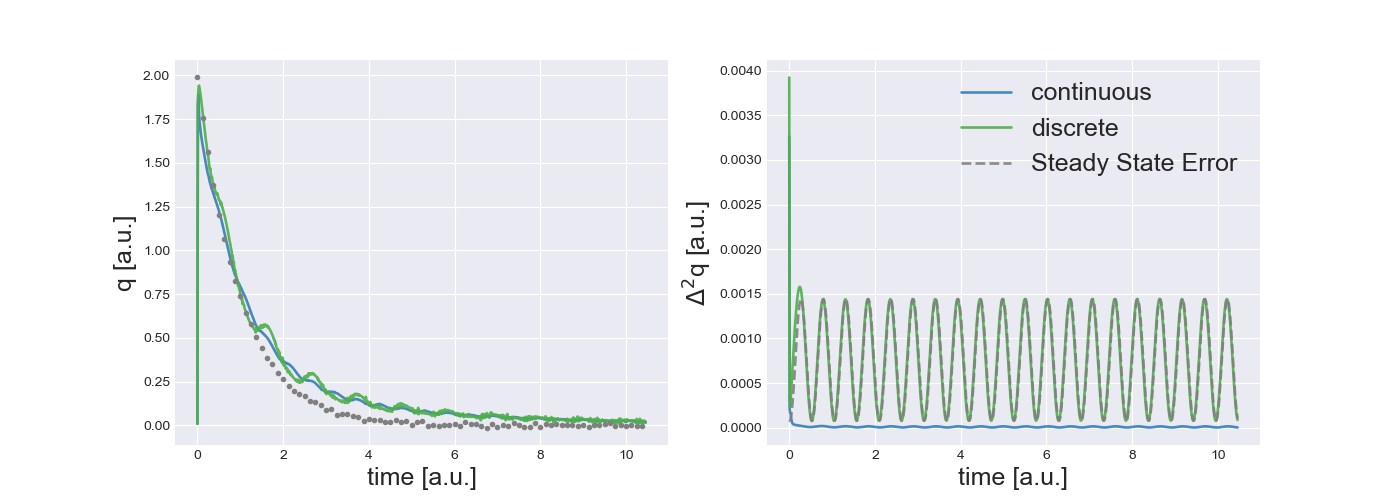 2.00
1.75
1.50
1.25
1.00
0.75
0.50
0.25
0.00
q [a.u.]
0 2 4 6 8 10
time [a.u.]
0.0040
0.0035
0.0030
0.0025
0.0020
0.0015
0.0010
0.0005
0.0000
Δ²q [a.u.]
continuous
discrete
Steady State Error
0 2 4 6 8 10
time [a.u.]